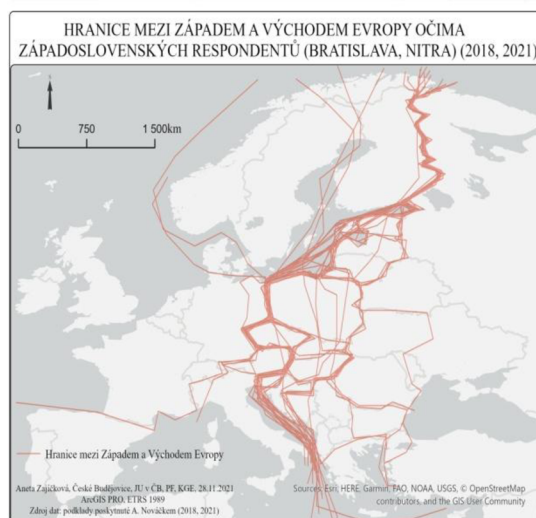 HRANICE MEZI ZÁPADEM A VÝCHODEM EVROPY OČIMA
ZÁPADOSLOVENSKÝCH RESPONDENTŮ (BRATISLAVA, NITRA) (2018, 2021)
0 750 1 500km
Hranice mezi Západem a Východem Evropy
Aneta Zajíčková, České Budějovice, JU v ČB, PF, KGE, 28.11.2021
ArcGIS PRO, ETRS 1989
Zdroj dat: podklady poskytnuté A. Nováčkem (2018, 2021)
Sources: Esri, HERE, Garmin, FAO, NOAA, USGS, © OpenStreetMap
contributors, and the GIS User Community